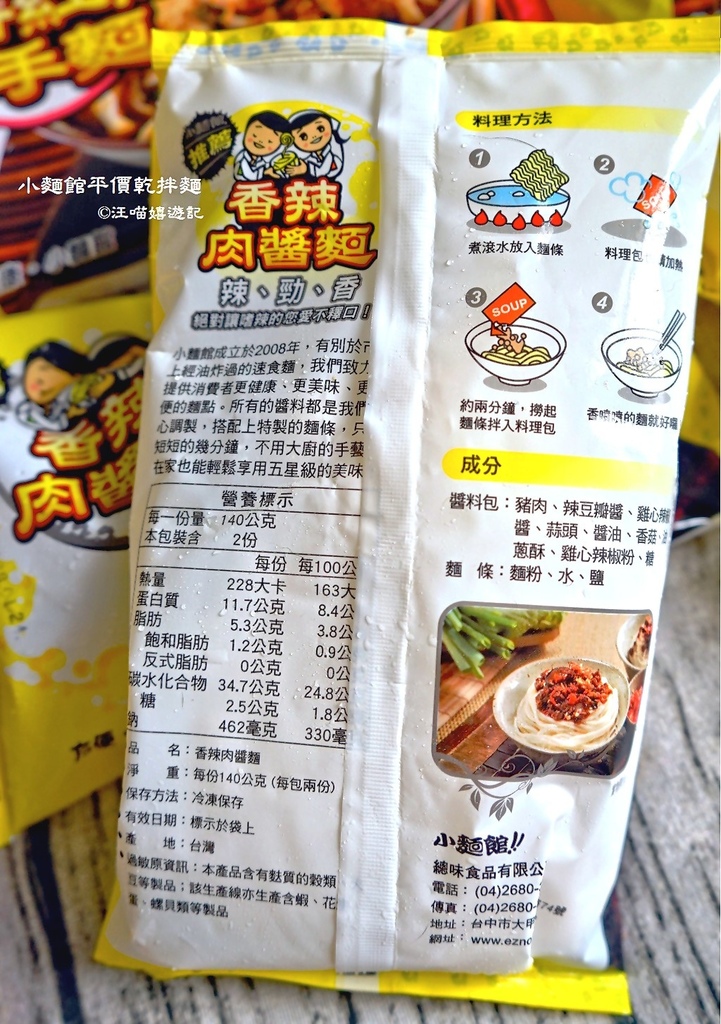 手麵
小麵館平價乾拌麵
©汪喵嬉遊記
推薦
香辣
肉醬麵
辣、勁、香
絕對讓嗜辣的您愛不釋口!
小麵館成立於2008年，有別於市
上經油炸過的速食麵，我們致力
提供消費者更健康、更美味、更
便的麵點。所有的醬料都是我們
心調製，搭配上特製的麵條，只
短短的幾分鐘，不用大廚的手藝
在家也能輕鬆享用五星級的美味
營養標示
每一份量 140公克
本包裝含 2份
每份 每100公
熱量 228大卡 163大
蛋白質 11.7公克 8.4公
脂肪 5.3公克 3.8公
飽和脂肪 1.2公克 0.9公
反式脂肪 0公克 0公
碳水化合物 34.7公克 24.8公
糖 2.5公克 1.8公
鈉 462毫克 330毫
品 名：香辣肉醬麵
淨 重：每份140公克 (每包兩份)
保存方法：冷凍保存
有效日期：標示於袋上
產 地：台灣
過敏原資訊：本產品含有麩質的穀類
豆等製品；該生產線亦生產含蝦、花
蛋、螺貝類等製品
料理方法
1
煮滾水放入麵條
2
SOUP
料理包 加熱
3
SOUP
約兩分鐘，撈起
麵條拌入料理包
4
香噴噴的麵就好囉
成分
醬料包：豬肉、辣豆瓣醬、雞心辣椒
醬、蒜頭、醬油、香菇、油
蔥酥、雞心辣椒粉、糖
麵 條：麵粉、水、鹽
小麵館!!
總味食品有限公
電話：(04)2680-
傳真：(04)2680-
地址：台中市大甲
網址：www.ezno
74號
香辣
肉醬